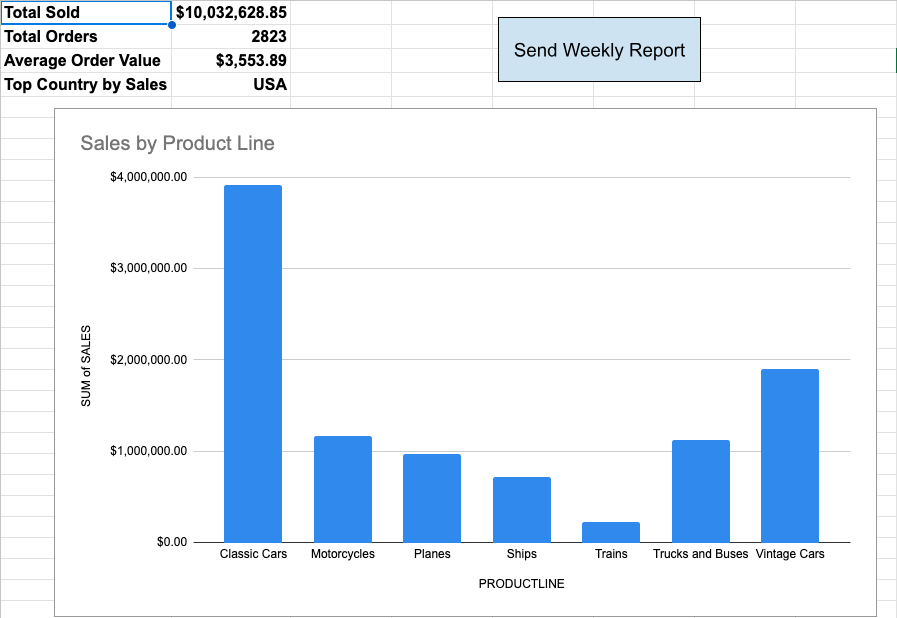 Total Sold $10,032,628.85
Total Orders 2823
Average Order Value $3,553.89
Top Country by Sales USA
Send Weekly Report
Sales by Product Line
$4,000,000.00
$3,000,000.00
$2,000,000.00
$1,000,000.00
$0.00
SUM of SALES
Classic Cars Motorcycles Planes Ships Trains Trucks and Buses Vintage Cars
PRODUCTLINE